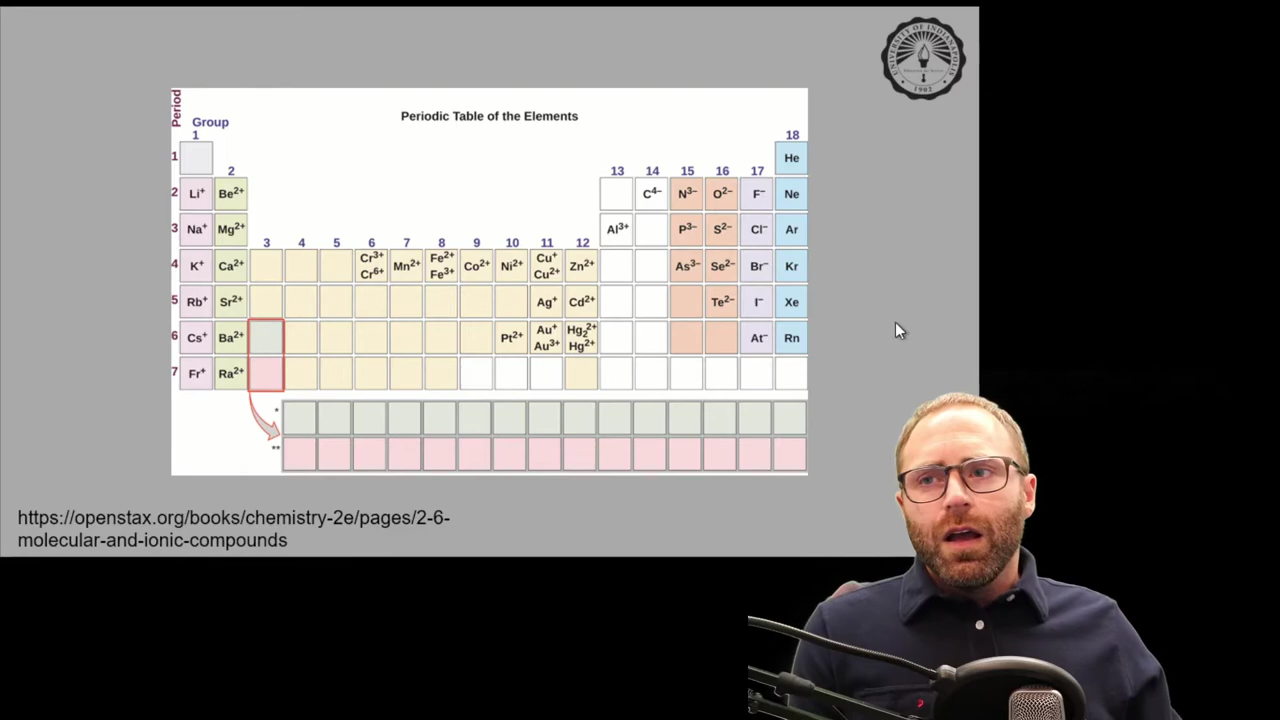 UNIVERSITY OF INDIANAPOLIS
1902
Periodic Table of the Elements
Period
Group
1 18
1 He
2 13 14 15 16 17
2 Li⁺ Be²⁺ C⁴⁻ N³⁻ O²⁻ F⁻ Ne
3 Na⁺ Mg²⁺ Al³⁺ P³⁻ S²⁻ Cl⁻ Ar
3 4 5 6 7 8 9 10 11 12
4 K⁺ Ca²⁺ Cr³⁺ Cr⁶⁺ Mn²⁺ Fe²⁺ Fe³⁺ Co²⁺ Ni²⁺ Cu⁺ Cu²⁺ Zn²⁺ As³⁻ Se²⁻ Br⁻ Kr
5 Rb⁺ Sr²⁺ Ag⁺ Cd²⁺ Te²⁻ I⁻ Xe
6 Cs⁺ Ba²⁺ Pt²⁺ Au⁺ Au³⁺ Hg₂²⁺ Hg²⁺ At⁻ Rn
7 Fr⁺ Ra²⁺
*
**
https://openstax.org/books/chemistry-2e/pages/2-6-
molecular-and-ionic-compounds